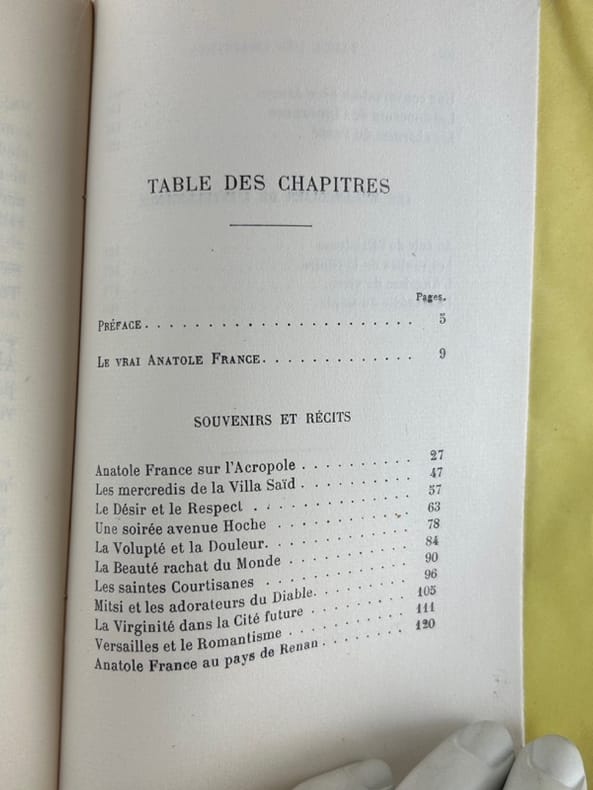 TABLE DES CHAPITRES
Pages.
PRÉFACE. . . . . . . . . . . . . . . . . . . . . . 5
LE VRAI ANATOLE FRANCE. . . . . . . . . . . . . 9
SOUVENIRS ET RÉCITS
Anatole France sur l'Acropole . . . . . . . . . . 27
Les mercredis de la Villa Saïd . . . . . . . . . . 47
Le Désir et le Respect . . . . . . . . . . . . . 57
Une soirée avenue Hoche . . . . . . . . . . . 63
La Volupté et la Douleur. . . . . . . . . . . . 78
La Beauté rachat du Monde . . . . . . . . . . 84
Les saintes Courtisanes . . . . . . . . . . . . 90
Mitsi et les adorateurs du Diable. . . . . . . . 96
La Virginité dans la Cité future . . . . . . . . 105
Versailles et le Romantisme . . . . . . . . . . 111
Anatole France au pays de Renan . . . . . . . 120